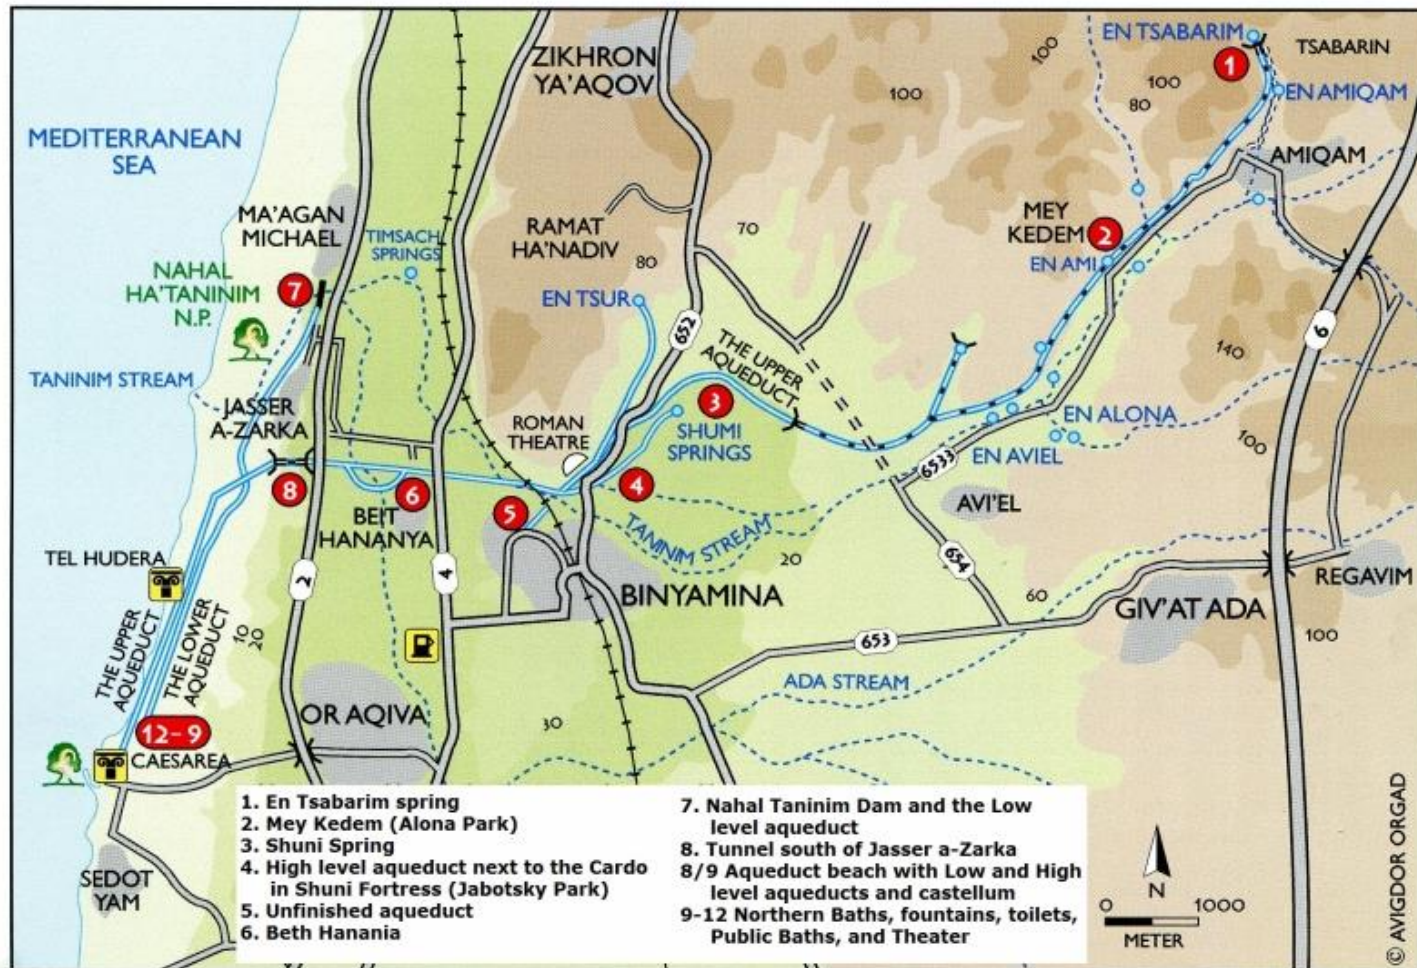 EN TSABARIM
TSABARIN
1
EN AMIQAM
ZIKHRON
YA'AQOV
100
100
100
80
AMIQAM
MEDITERRANEAN
SEA
MA'AGAN
MICHAEL
TIMSACH
SPRINGS
RAMAT
HA'NADIV
70
80
MEY
KEDEM
2
EN AMI
NAHAL
HA'TANINIM
N.P.
7
EN TSUR
652
6
140
THE UPPER
AQUEDUCT
TANINIM STREAM
JASSER
A-ZARKA
ROMAN
THEATRE
3
SHUMI
SPRINGS
EN ALONA
100
EN AVIEL
6533
8
6
4
5
BEIT
HANANYA
TANINIM STREAM
AVI'EL
TEL HUDERA
2
4
20
654
BINYAMINA
60
GIV'AT ADA
REGAVIM
100
THE UPPER
AQUEDUCT
THE LOWER
AQUEDUCT
10
20
653
ADA STREAM
OR AQIVA
30
12-9
CAESAREA
SEDOT
YAM
1. En Tsabarim spring
2. Mey Kedem (Alona Park)
3. Shuni Spring
4. High level aqueduct next to the Cardo
in Shuni Fortress (Jabotsky Park)
5. Unfinished aqueduct
6. Beth Hanania
7. Nahal Taninim Dam and the Low
level aqueduct
8. Tunnel south of Jasser a-Zarka
8/9 Aqueduct beach with Low and High
level aqueducts and castellum
9-12 Northern Baths, fountains, toilets,
Public Baths, and Theater
N
0 1000
METER
© AVIGDOR ORGAD